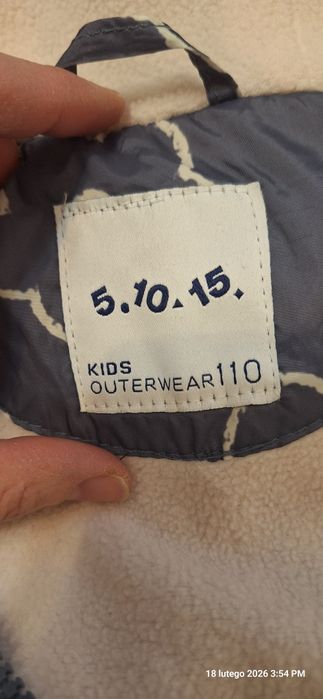 5.10.15.
KIDS
OUTERWEAR 110
18 lutego 2026 3:54 PM